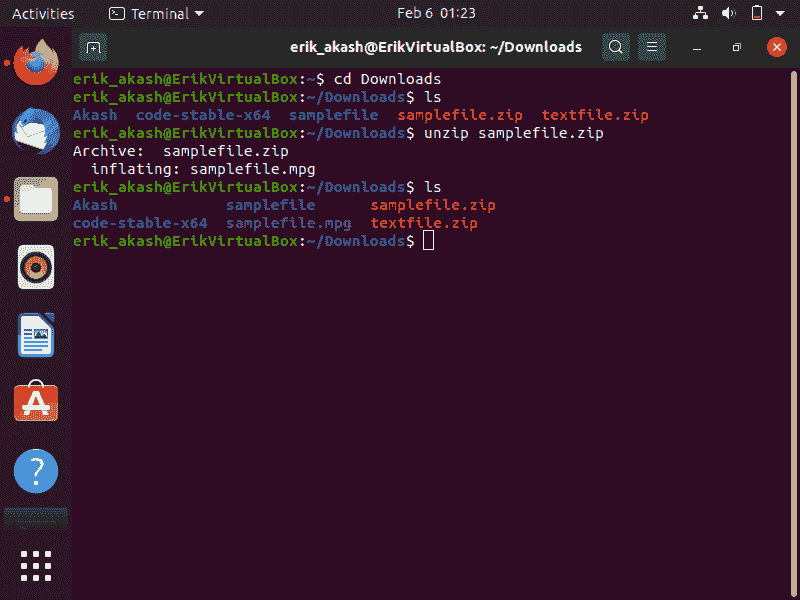 Activities Terminal Feb 6 01:23
erik_akash@ErikVirtualBox: ~/Downloads
erik_akash@ErikVirtualBox:~$ cd Downloads
erik_akash@ErikVirtualBox:~/Downloads$ ls
Akash code-stable-x64 samplefile samplefile.zip textfile.zip
erik_akash@ErikVirtualBox:~/Downloads$ unzip samplefile.zip
Archive: samplefile.zip
inflating: samplefile.mpg
erik_akash@ErikVirtualBox:~/Downloads$ ls
Akash samplefile samplefile.zip
code-stable-x64 samplefile.mpg textfile.zip
erik_akash@ErikVirtualBox:~/Downloads$